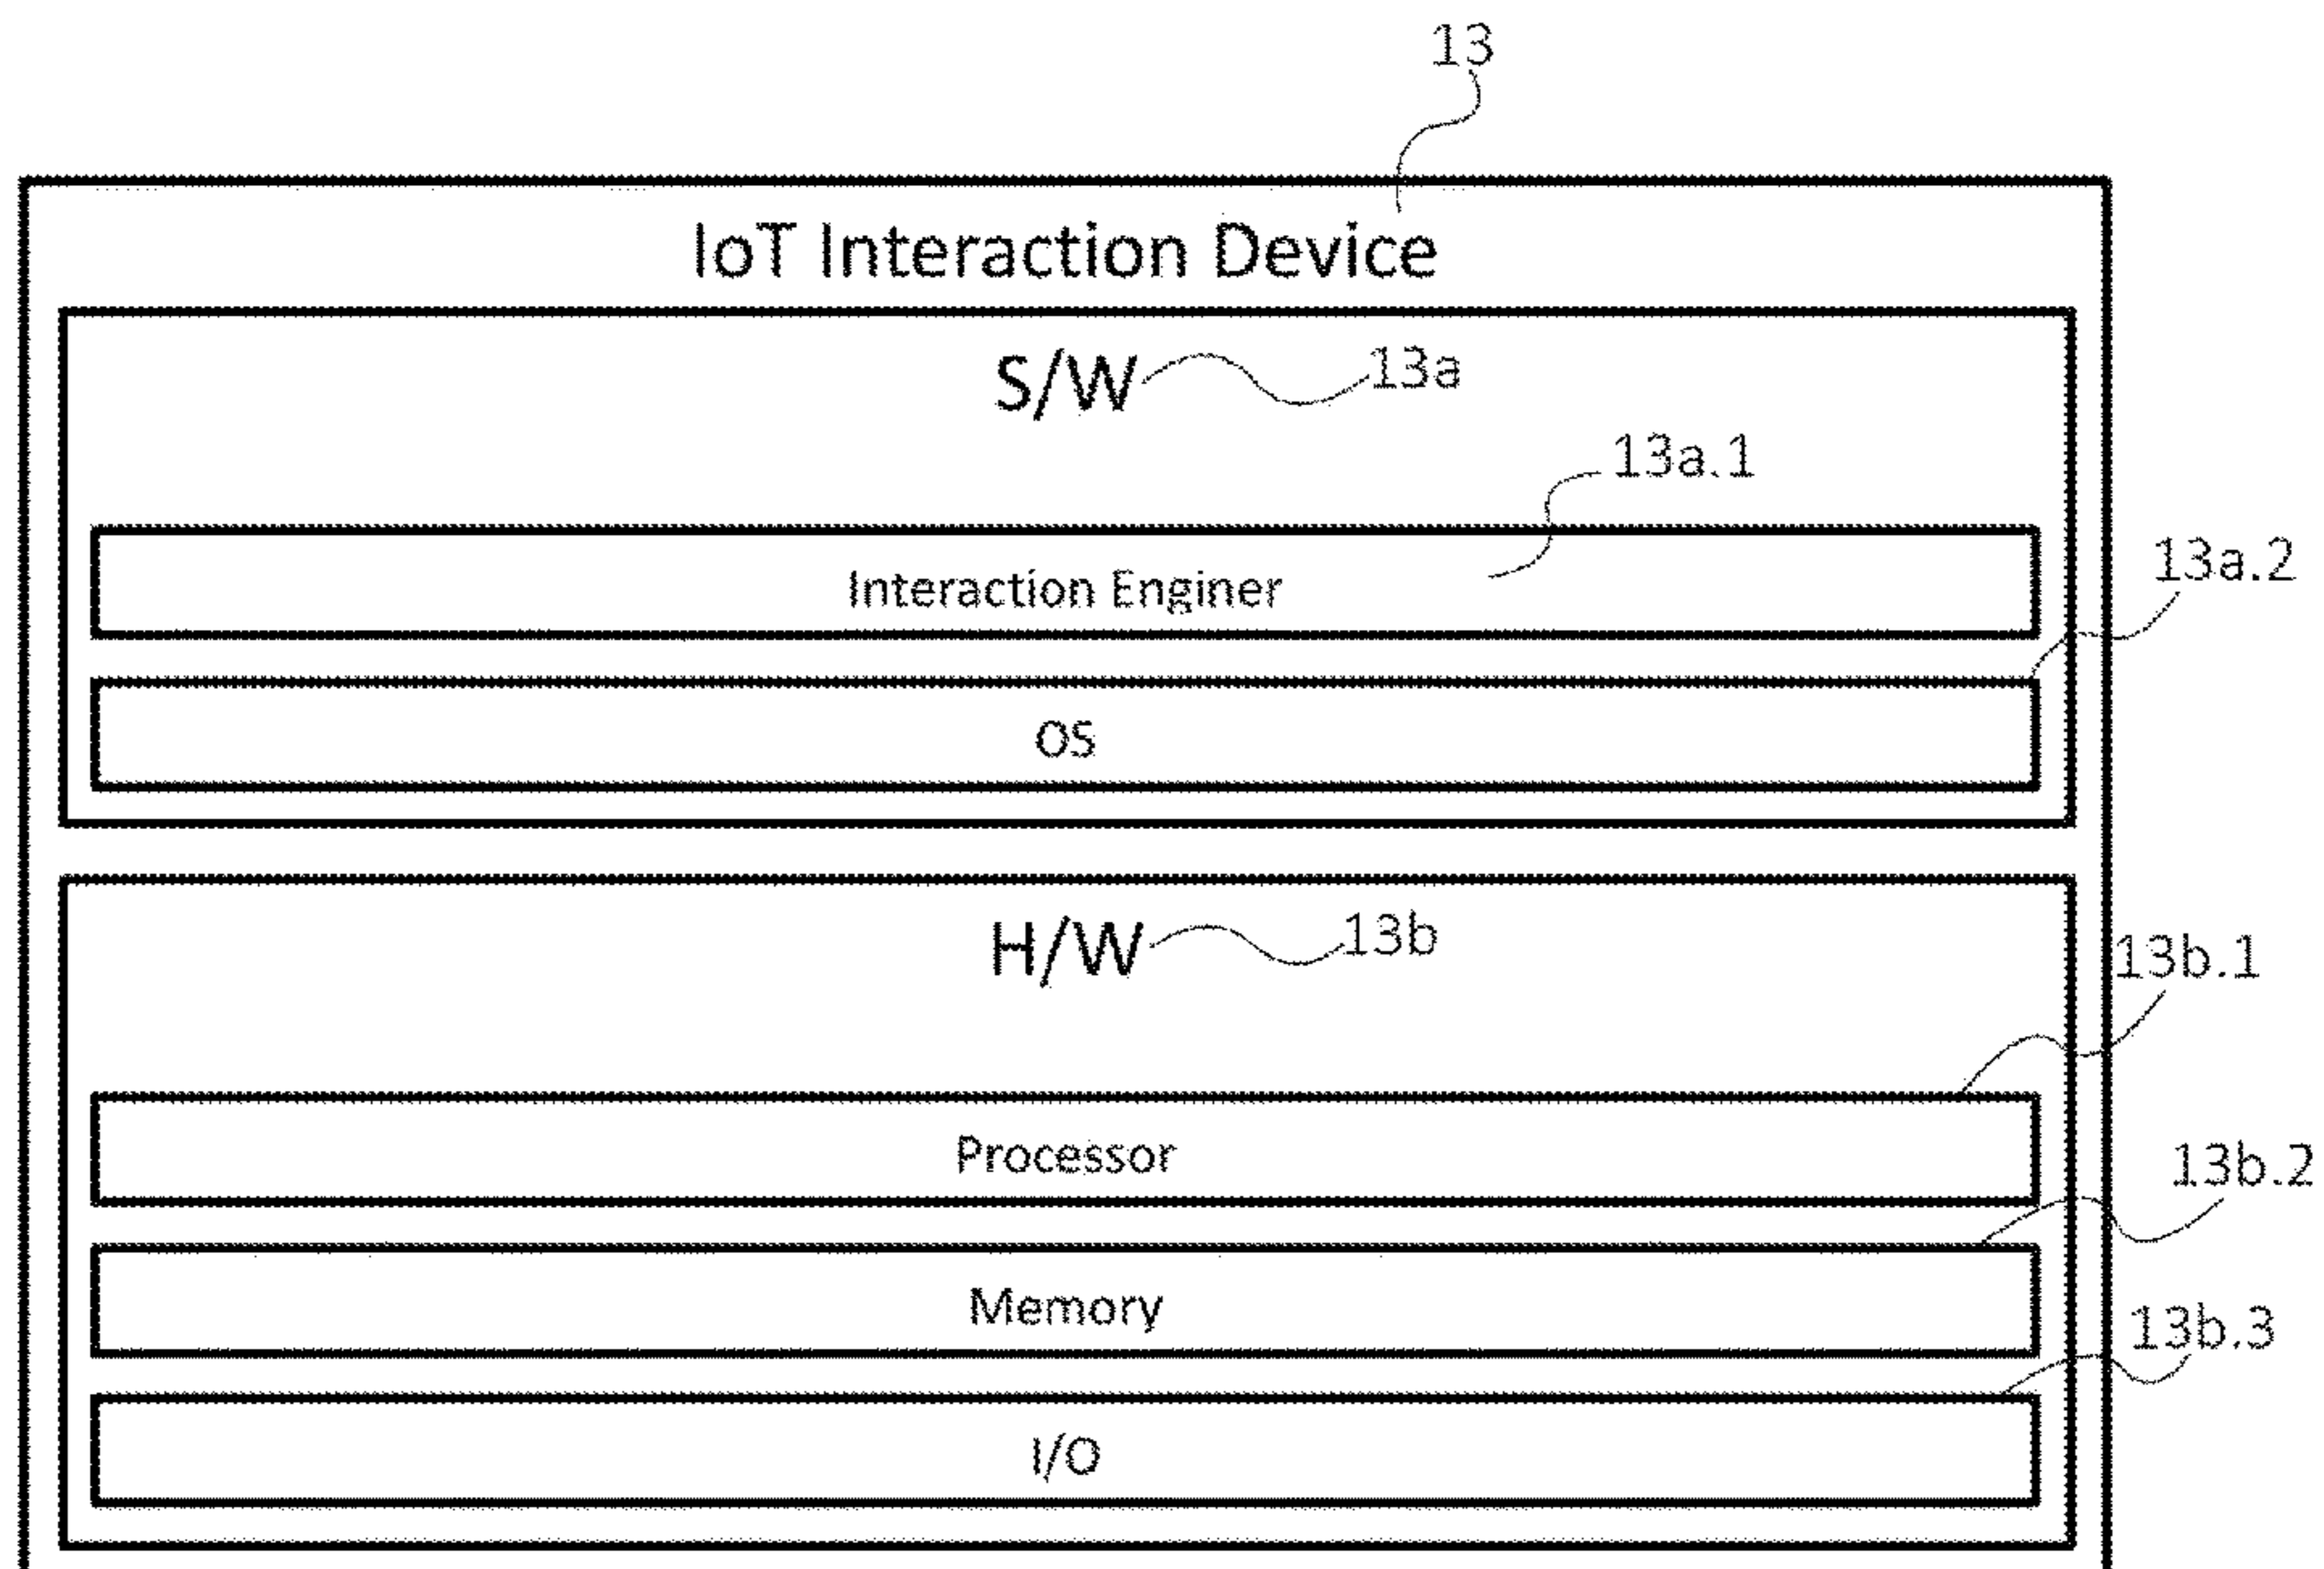 13
IoT Interaction Device
S/W 13a
13a.1
Interaction Enginer
13a.2
OS
H/W 13b
13b.1
Processor
13b.2
Memory
13b.3
I/O